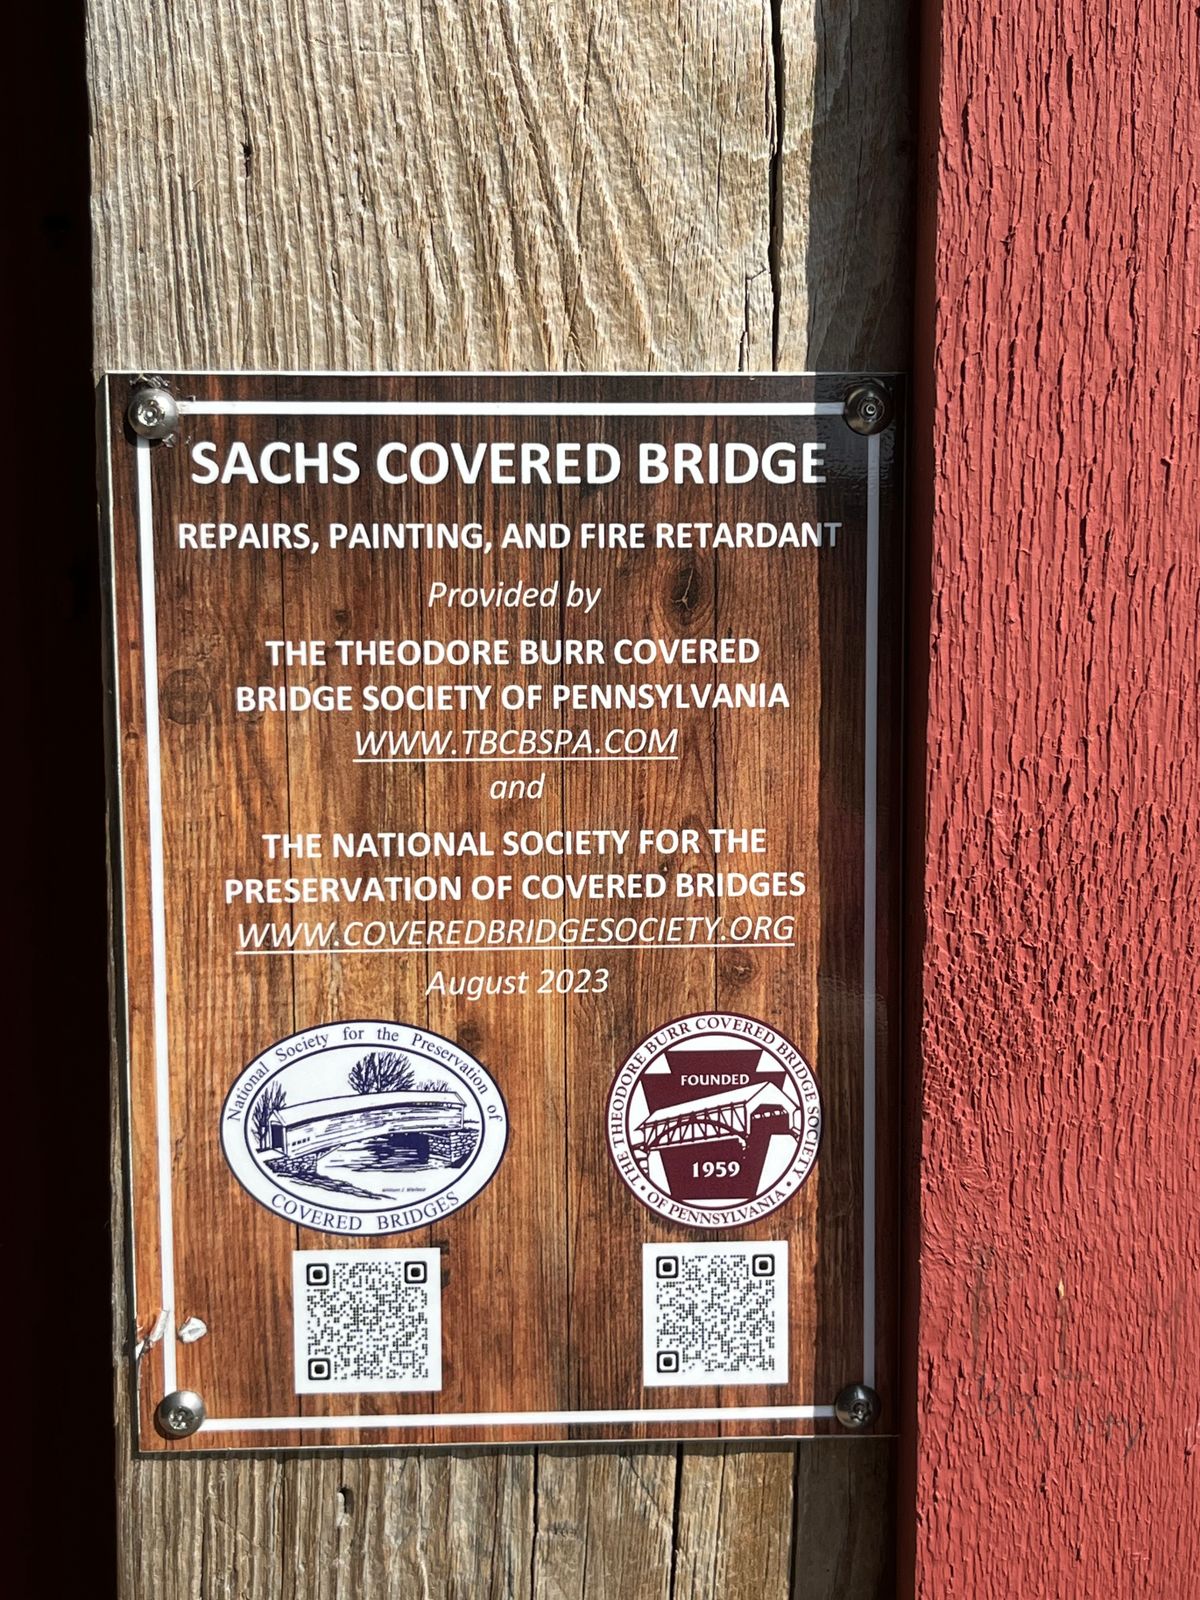 SACHS COVERED BRIDGE
REPAIRS, PAINTING, AND FIRE RETARDANT
Provided by
THE THEODORE BURR COVERED
BRIDGE SOCIETY OF PENNSYLVANIA
WWW.TBCBSPA.COM
and
THE NATIONAL SOCIETY FOR THE
PRESERVATION OF COVERED BRIDGES
WWW.COVEREDBRIDGESOCIETY.ORG
August 2023
National Society for the Preservation of
COVERED BRIDGES
THE THEODORE BURR COVERED BRIDGE SOCIETY
• OF PENNSYLVANIA •
FOUNDED
1959